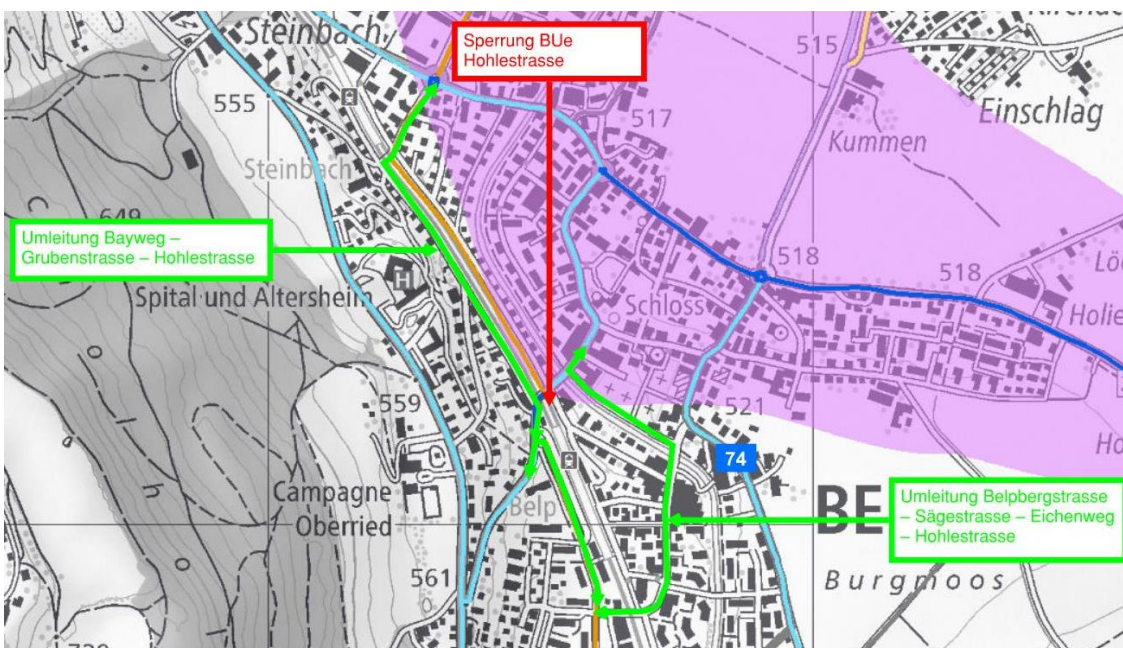 Steinbach
Sperrung BUe
Hohlestrasse
515
Einschlag
555
517
Kummen
Steinbach
649
Umleitung Bayweg –
Grubenstrasse – Hohlestrasse
H
518
518
Spital und Altersheim
Schloss
Holie
559
521
74
Campagne
Oberried
Belp
BE
Umleitung Belpbergstrasse
– Sägestrasse – Eichenweg
– Hohlestrasse
561
Burgmoos